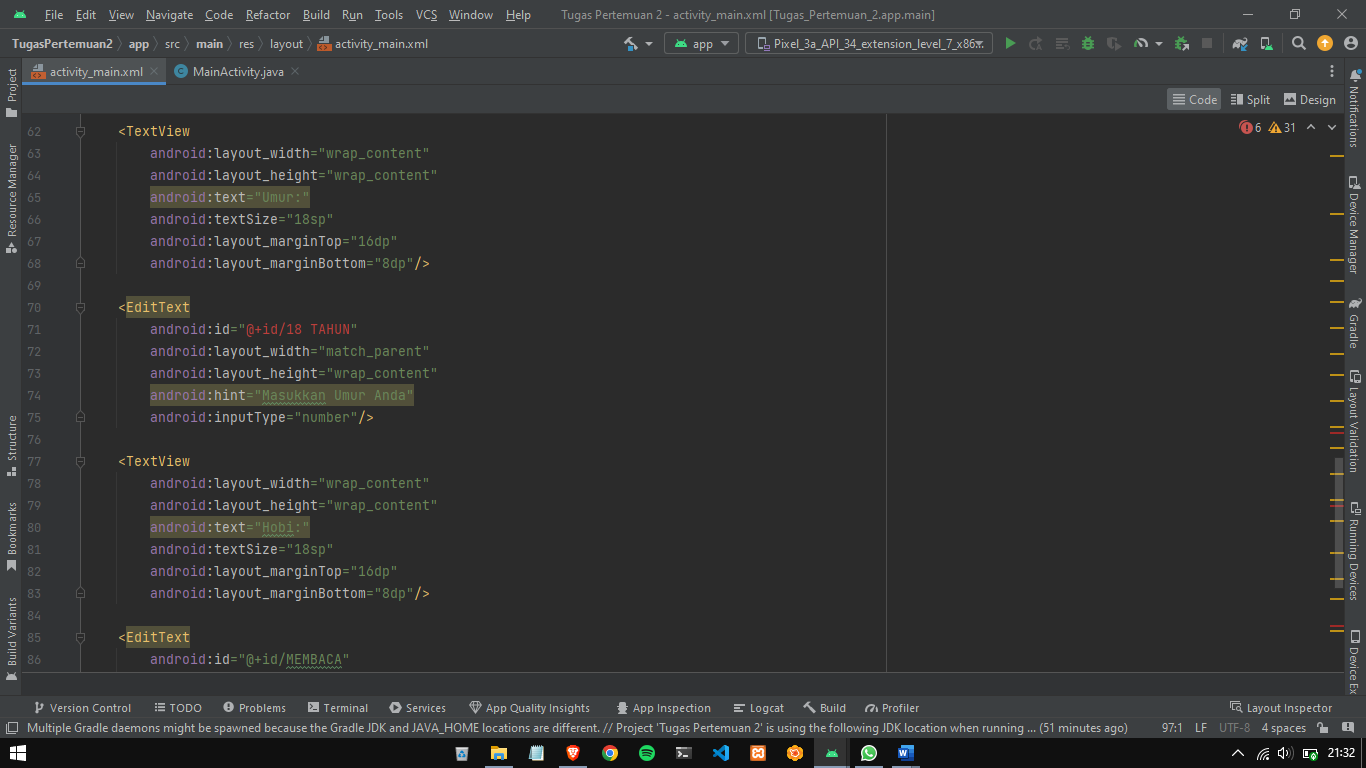 File Edit View Navigate Code Refactor Build Run Tools VCS Window Help Tugas Pertemuan 2 - activity_main.xml [Tugas_Pertemuan_2.app.main]
TugasPertemuan2 app src main res layout activity_main.xml app Pixel_3a_API_34_extension_level_7_x86
activity_main.xml MainActivity.java
Code Split Design
6 31
62 <TextView
63 android:layout_width="wrap_content"
64 android:layout_height="wrap_content"
65 android:text="Umur:"
66 android:textSize="18sp"
67 android:layout_marginTop="16dp"
68 android:layout_marginBottom="8dp"/>
69
70 <EditText
71 android:id="@+id/18 TAHUN"
72 android:layout_width="match_parent"
73 android:layout_height="wrap_content"
74 android:hint="Masukkan Umur Anda"
75 android:inputType="number"/>
76
77 <TextView
78 android:layout_width="wrap_content"
79 android:layout_height="wrap_content"
80 android:text="Hobi:"
81 android:textSize="18sp"
82 android:layout_marginTop="16dp"
83 android:layout_marginBottom="8dp"/>
84
85 <EditText
86 android:id="@+id/MEMBACA"
Project
Resource Manager
Structure
Bookmarks
Build Variants
Notifications
Device Manager
Gradle
Layout Validation
Running Devices
Device Ex
Version Control TODO Problems Terminal Services App Quality Insights App Inspection Logcat Build Profiler Layout Inspector
Multiple Gradle daemons might be spawned because the Gradle JDK and JAVA_HOME locations are different. // Project 'Tugas Pertemuan 2' is using the following JDK location when running ... (51 minutes ago) 97:1 LF UTF-8 4 spaces
21:32